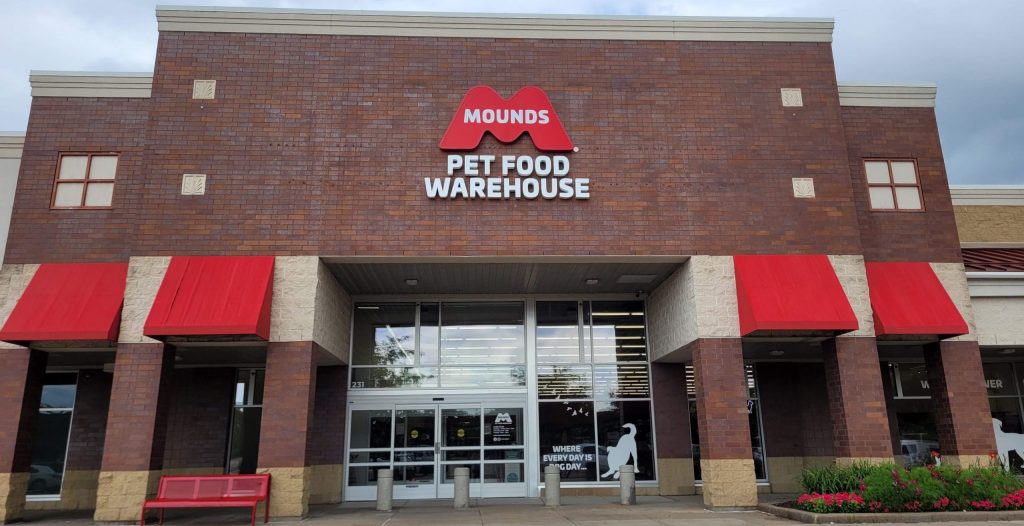 MOUNDS
®
PET FOOD
WAREHOUSE
231
WHERE
EVERY DAY IS
DOG DAY...